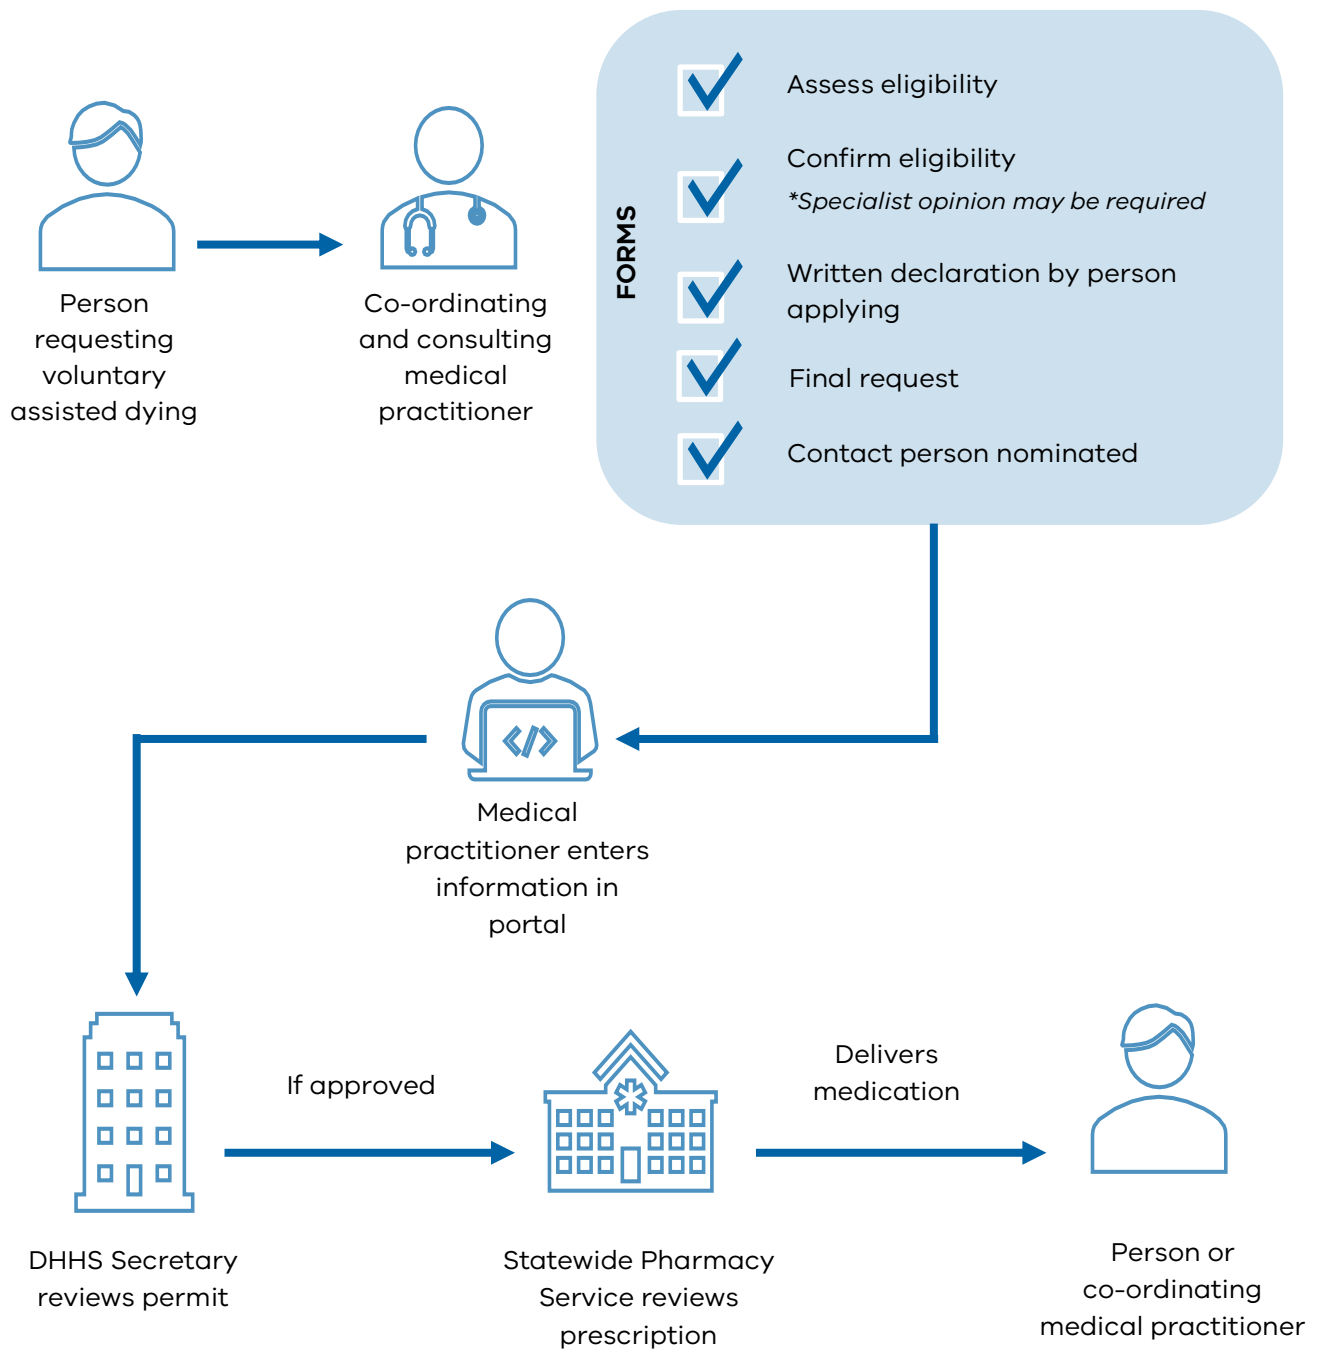 Person
requesting
voluntary
assisted dying
Co-ordinating
and consulting
medical
practitioner
FORMS
Assess eligibility
Confirm eligibility
*Specialist opinion may be required
Written declaration by person
applying
Final request
Contact person nominated
</>
Medical
practitioner enters
information in
portal
If approved
Delivers
medication
DHHS Secretary
reviews permit
Statewide Pharmacy
Service reviews
prescription
Person or
co-ordinating
medical practitioner